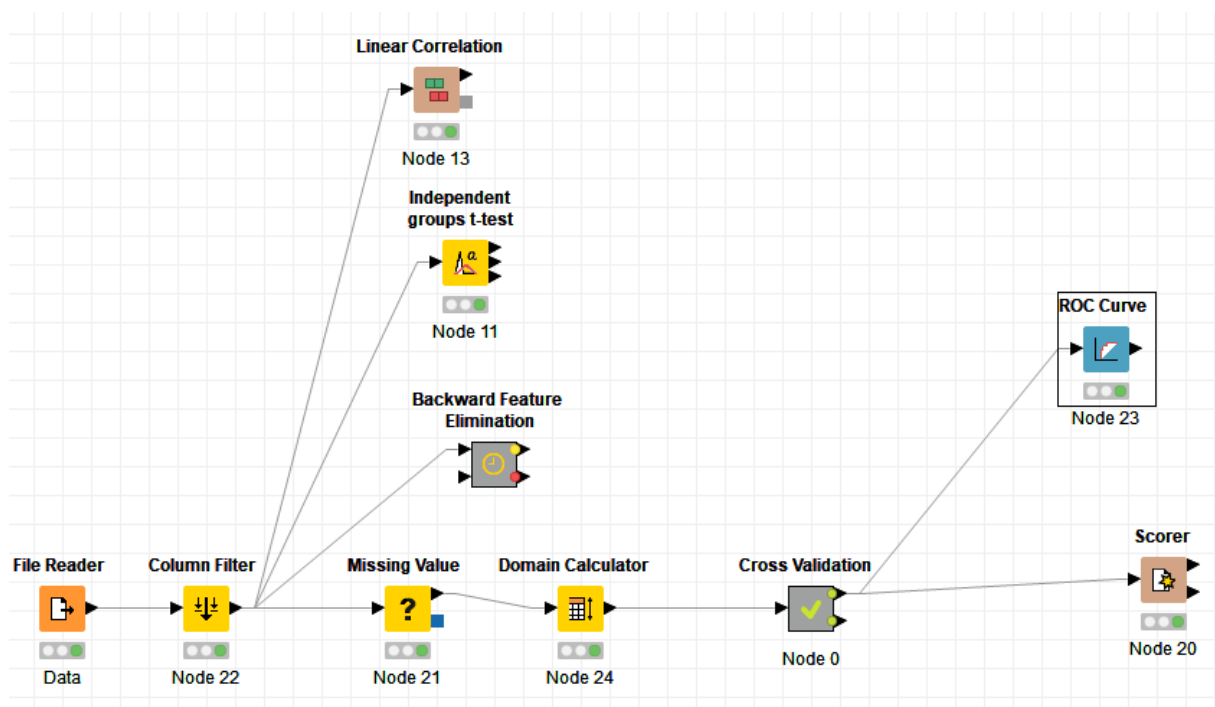 Linear Correlation
Node 13
Independent
groups t-test
a
Node 11
ROC Curve
Node 23
Backward Feature
Elimination
File Reader
Column Filter
Missing Value
Domain Calculator
Cross Validation
Scorer
?
Data
Node 22
Node 21
Node 24
Node 0
Node 20